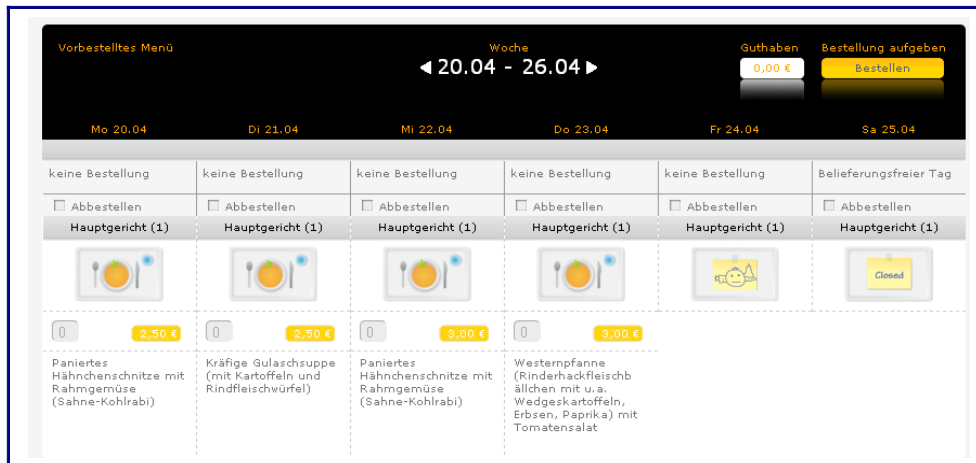 Vorbestelltes Menü
Woche
20.04 - 26.04
Guthaben
0,00 €
Bestellung aufgeben
Bestellen
Mo 20.04
Di 21.04
Mi 22.04
Do 23.04
Fr 24.04
Sa 25.04
keine Bestellung
keine Bestellung
keine Bestellung
keine Bestellung
keine Bestellung
Belieferungsfreier Tag
Abbestellen
Abbestellen
Abbestellen
Abbestellen
Abbestellen
Abbestellen
Hauptgericht (1)
Hauptgericht (1)
Hauptgericht (1)
Hauptgericht (1)
Hauptgericht (1)
Hauptgericht (1)
Closed
0
2,50 €
0
2,50 €
0
3,00 €
0
3,00 €
Paniertes
Hähnchenschnitze mit
Rahmgemüse
(Sahne-Kohlrabi)
Kräfige Gulaschsuppe
(mit Kartoffeln und
Rindfleischwürfel)
Paniertes
Hähnchenschnitze mit
Rahmgemüse
(Sahne-Kohlrabi)
Westernpfanne
(Rinderhackfleischb
ällchen mit u.a.
Wedgeskartoffeln,
Erbsen, Paprika) mit
Tomatensalat